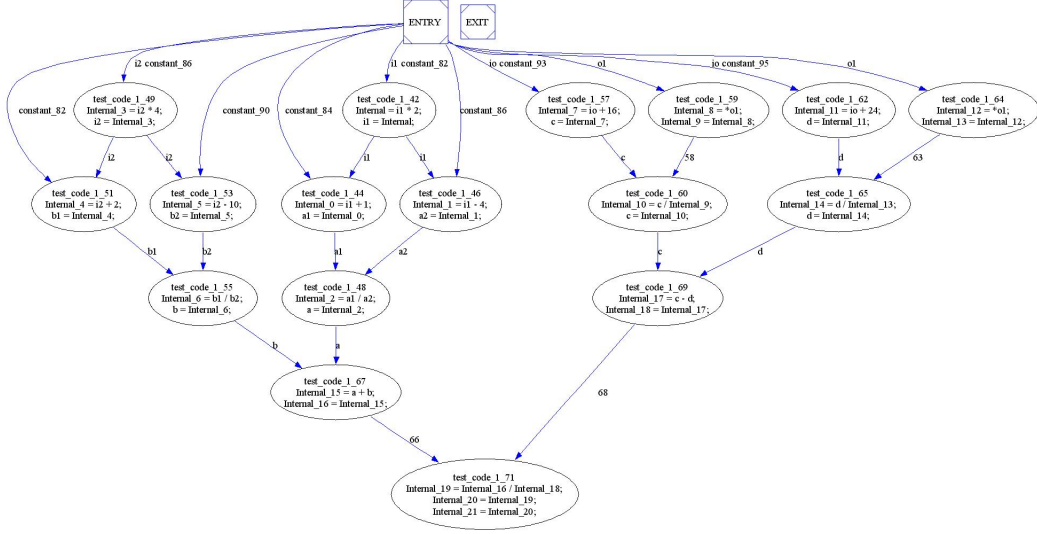 ENTRY
EXIT
i2 constant_86
i1 constant_82
io constant_93
o1
io constant_95
o1
constant_82
constant_90
constant_84
constant_86
test_code_1_49
Internal_3 = i2 * 4;
i2 = Internal_3;
test_code_1_42
Internal = i1 * 2;
i1 = Internal;
test_code_1_57
Internal_7 = io + 16;
c = Internal_7;
test_code_1_59
Internal_8 = *o1;
Internal_9 = Internal_8;
test_code_1_62
Internal_11 = io + 24;
d = Internal_11;
test_code_1_64
Internal_12 = *o1;
Internal_13 = Internal_12;
i2
i2
i1
i1
c
58
d
63
test_code_1_51
Internal_4 = i2 + 2;
b1 = Internal_4;
test_code_1_53
Internal_5 = i2 - 10;
b2 = Internal_5;
test_code_1_44
Internal_0 = i1 + 1;
a1 = Internal_0;
test_code_1_46
Internal_1 = i1 - 4;
a2 = Internal_1;
test_code_1_60
Internal_10 = c / Internal_9;
c = Internal_10;
test_code_1_65
Internal_14 = d / Internal_13;
d = Internal_14;
b1
b2
a1
a2
c
d
test_code_1_55
Internal_6 = b1 / b2;
b = Internal_6;
test_code_1_48
Internal_2 = a1 / a2;
a = Internal_2;
test_code_1_69
Internal_17 = c - d;
Internal_18 = Internal_17;
b
a
68
test_code_1_67
Internal_15 = a + b;
Internal_16 = Internal_15;
66
test_code_1_71
Internal_19 = Internal_16 / Internal_18;
Internal_20 = Internal_19;
Internal_21 = Internal_20;